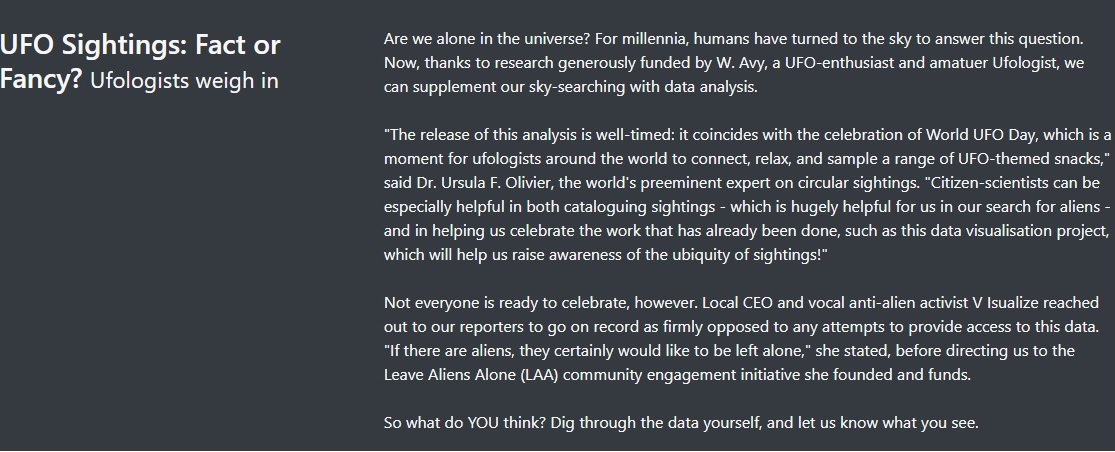 UFO Sightings: Fact or
Fancy? Ufologists weigh in
Are we alone in the universe? For millennia, humans have turned to the sky to answer this question.
Now, thanks to research generously funded by W. Avy, a UFO-enthusiast and amatuer Ufologist, we
can supplement our sky-searching with data analysis.
"The release of this analysis is well-timed: it coincides with the celebration of World UFO Day, which is a
moment for ufologists around the world to connect, relax, and sample a range of UFO-themed snacks,"
said Dr. Ursula F. Olivier, the world's preeminent expert on circular sightings. "Citizen-scientists can be
especially helpful in both cataloguing sightings - which is hugely helpful for us in our search for aliens -
and in helping us celebrate the work that has already been done, such as this data visualisation project,
which will help us raise awareness of the ubiquity of sightings!"
Not everyone is ready to celebrate, however. Local CEO and vocal anti-alien activist V Isualize reached
out to our reporters to go on record as firmly opposed to any attempts to provide access to this data.
"If there are aliens, they certainly would like to be left alone," she stated, before directing us to the
Leave Aliens Alone (LAA) community engagement initiative she founded and funds.
So what do YOU think? Dig through the data yourself, and let us know what you see.